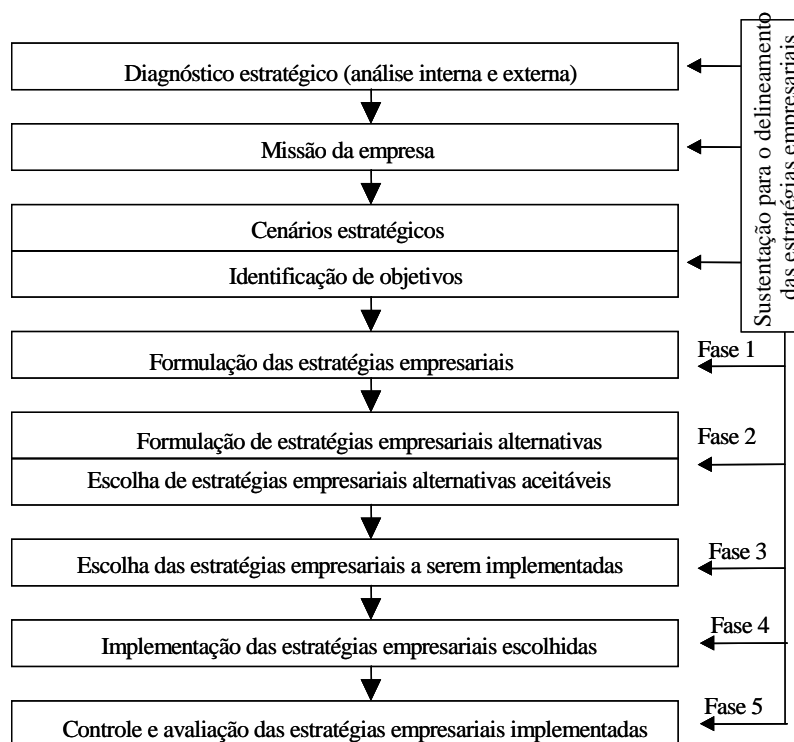 Diagnóstico estratégico (análise interna e externa)
Missão da empresa
Cenários estratégicos
Identificação de objetivos
Sustentação para o delineamento
das estratégias empresariais
Formulação das estratégias empresariais
Fase 1
Formulação de estratégias empresariais alternativas
Fase 2
Escolha de estratégias empresariais alternativas aceitáveis
Escolha das estratégias empresariais a serem implementadas
Fase 3
Implementação das estratégias empresariais escolhidas
Fase 4
Controle e avaliação das estratégias empresariais implementadas
Fase 5